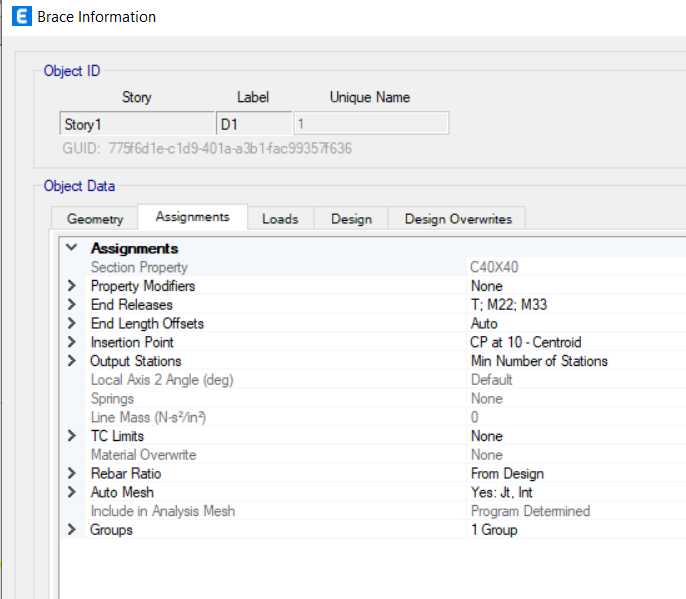 E Brace Information
Object ID
Story Label Unique Name
Story1 D1 1
GUID: 775f6d1e-c1d9-401a-a3b1-fac99357f636
Object Data
Geometry Assignments Loads Design Design Overwrites
Assignments
Section Property C40X40
Property Modifiers None
End Releases T; M22; M33
End Length Offsets Auto
Insertion Point CP at 10 - Centroid
Output Stations Min Number of Stations
Local Axis 2 Angle (deg) Default
Springs None
Line Mass (N-s²/in²) 0
TC Limits None
Material Overwrite None
Rebar Ratio From Design
Auto Mesh Yes: Jt, Int
Include in Analysis Mesh Program Determined
Groups 1 Group